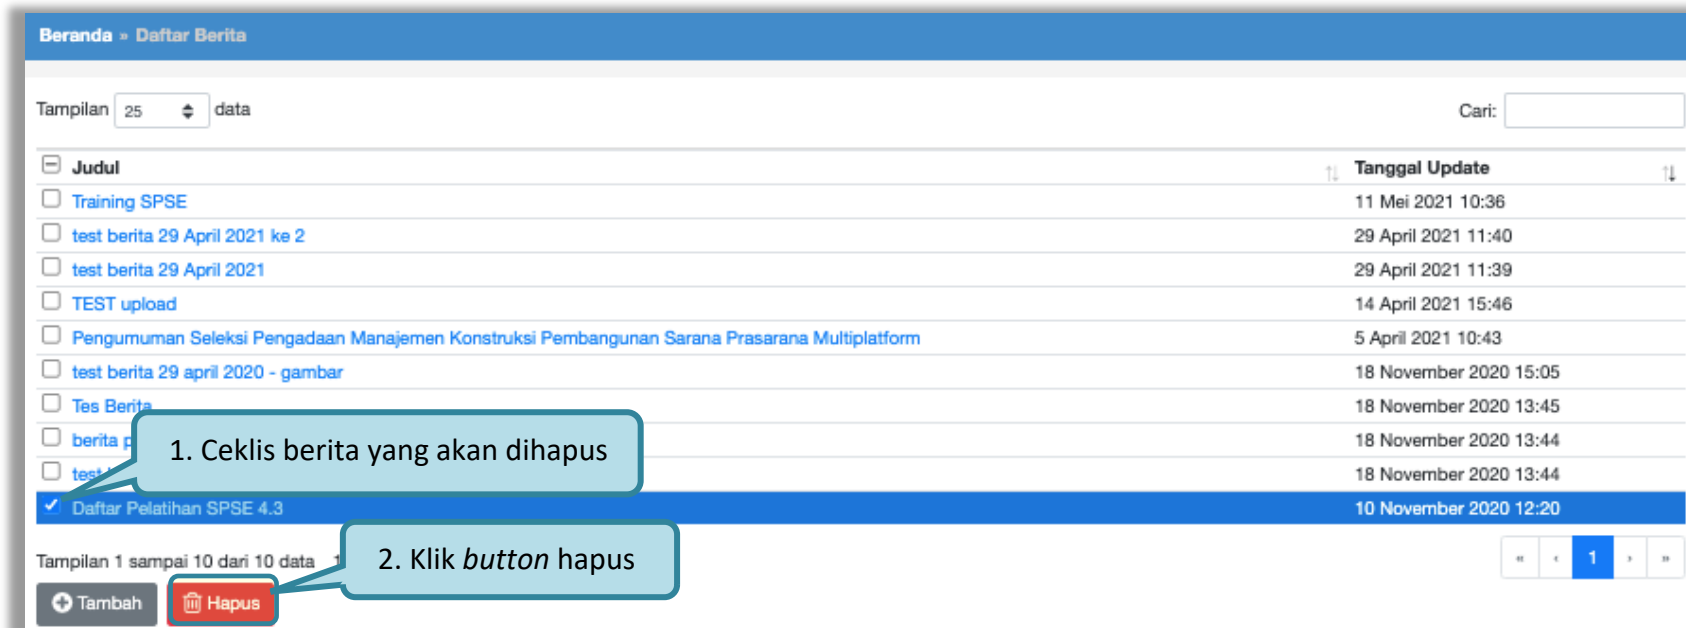 Beranda » Daftar Berita
Tampilan 25 data Cari:
Judul Tanggal Update
Training SPSE 11 Mei 2021 10:36
test berita 29 April 2021 ke 2 29 April 2021 11:40
test berita 29 April 2021 29 April 2021 11:39
TEST upload 14 April 2021 15:46
Pengumuman Seleksi Pengadaan Manajemen Konstruksi Pembangunan Sarana Prasarana Multiplatform 5 April 2021 10:43
test berita 29 april 2020 - gambar 18 November 2020 15:05
Tes Berita 18 November 2020 13:45
berita 18 November 2020 13:44
1. Ceklis berita yang akan dihapus
test 18 November 2020 13:44
Daftar Pelatihan SPSE 4.3 10 November 2020 12:20
Tampilan 1 sampai 10 dari 10 data « ‹ 1 › »
2. Klik button hapus
Tambah Hapus